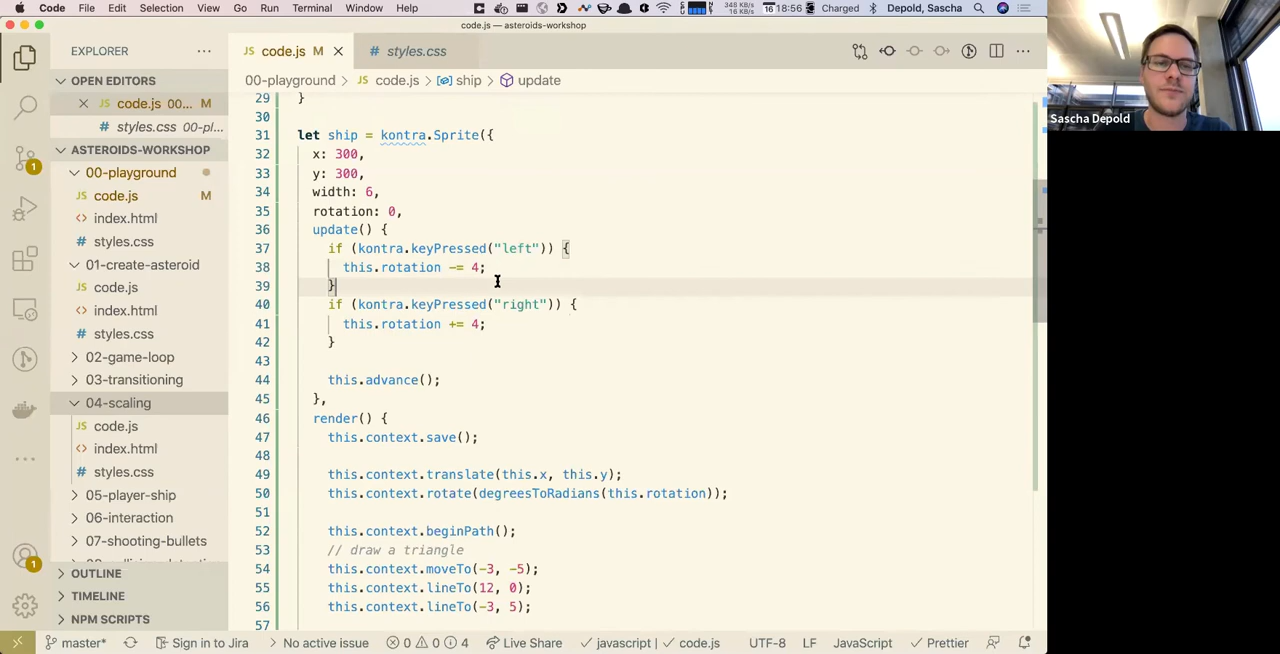 Code File Edit Selection View Go Run Terminal Window Help 348 KB/s 16 KB/s 16 18:56 Charged Depold, Sascha
code.js — asteroids-workshop
EXPLORER
OPEN EDITORS
code.js 00... M
styles.css 00-pl...
ASTEROIDS-WORKSHOP
00-playground
JS code.js M
<> index.html
# styles.css
01-create-asteroid
JS code.js
<> index.html
# styles.css
02-game-loop
03-transitioning
04-scaling
JS code.js
<> index.html
# styles.css
05-player-ship
06-interaction
07-shooting-bullets
OUTLINE
TIMELINE
NPM SCRIPTS
JS code.js M
# styles.css
00-playground > JS code.js > ship > update
29 }
30
31 let ship = kontra.Sprite({
32 x: 300,
33 y: 300,
34 width: 6,
35 rotation: 0,
36 update() {
37 if (kontra.keyPressed("left")) {
38 this.rotation -= 4;
39 }
40 if (kontra.keyPressed("right")) {
41 this.rotation += 4;
42 }
43
44 this.advance();
45 },
46 render() {
47 this.context.save();
48
49 this.context.translate(this.x, this.y);
50 this.context.rotate(degreesToRadians(this.rotation));
51
52 this.context.beginPath();
53 // draw a triangle
54 this.context.moveTo(-3, -5);
55 this.context.lineTo(12, 0);
56 this.context.lineTo(-3, 5);
57
1
1
master* Sign in to Jira No active issue 0 0 4 Live Share javascript | code.js UTF-8 LF JavaScript Prettier
Sascha Depold